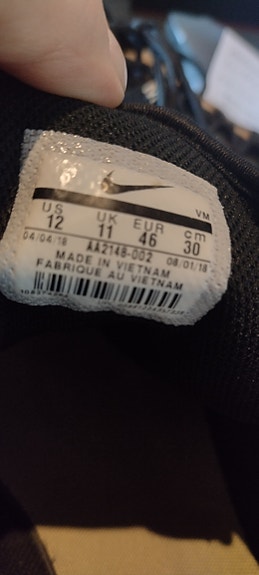 VM
US UK EUR cm
12 11 46 30
04/04/18 AA2148-002 08/01/18
MADE IN VIETNAM
FABRIQUE AU VIETNAM